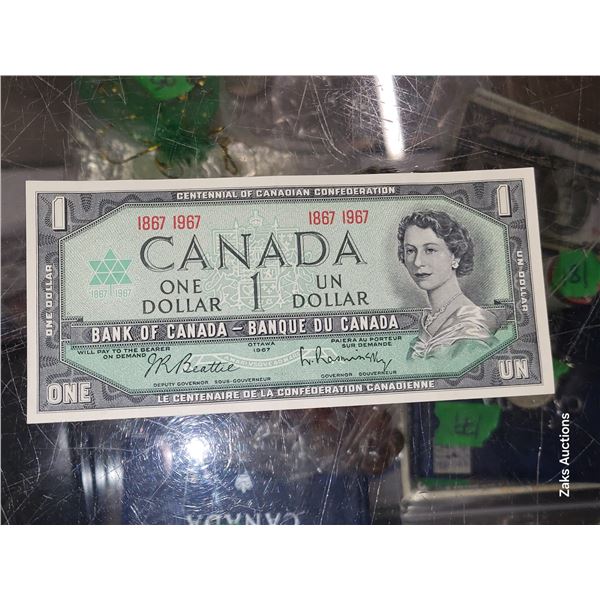 CENTENNIAL OF CANADIAN CONFEDERATION
1 1
1867 1967 1867 1967
CANADA
ONE DOLLAR 1 UN DOLLAR
1867 1967
ONE DOLLAR
UN DOLLAR
BANK OF CANADA – BANQUE DU CANADA
WILL PAY TO THE BEARER ON DEMAND
OTTAWA 1967
PAIERA AU PORTEUR SUR DEMANDE
J.R. Beattie
L. Rasminsky
DEPUTY GOVERNOR SOUS-GOUVERNEUR
GOVERNOR GOUVERNEUR
ONE UN
LE CENTENAIRE DE LA CONFÉDÉRATION CANADIENNE
CANADA
Zaks Auctions